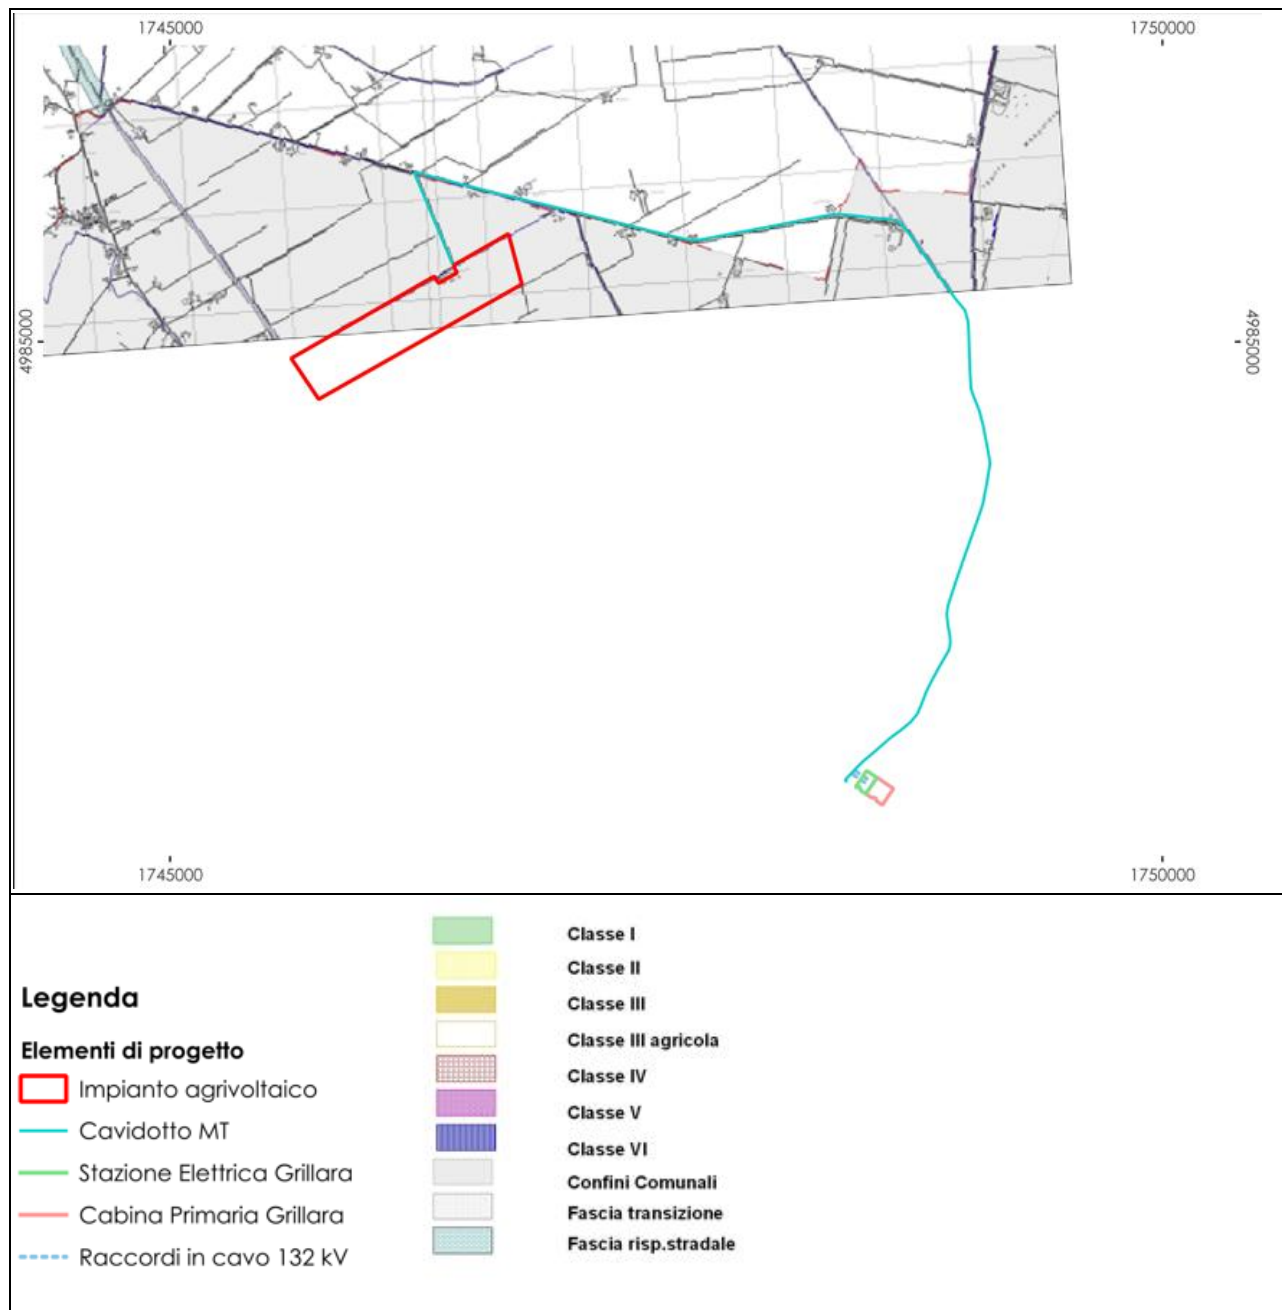 1745000
1750000
4985000
4985000
1745000
1750000
Legenda
Elementi di progetto
Impianto agrivoltaico
Cavidotto MT
Stazione Elettrica Grillara
Cabina Primaria Grillara
Raccordi in cavo 132 kV
Classe I
Classe II
Classe III
Classe III agricola
Classe IV
Classe V
Classe VI
Confini Comunali
Fascia transizione
Fascia risp.stradale